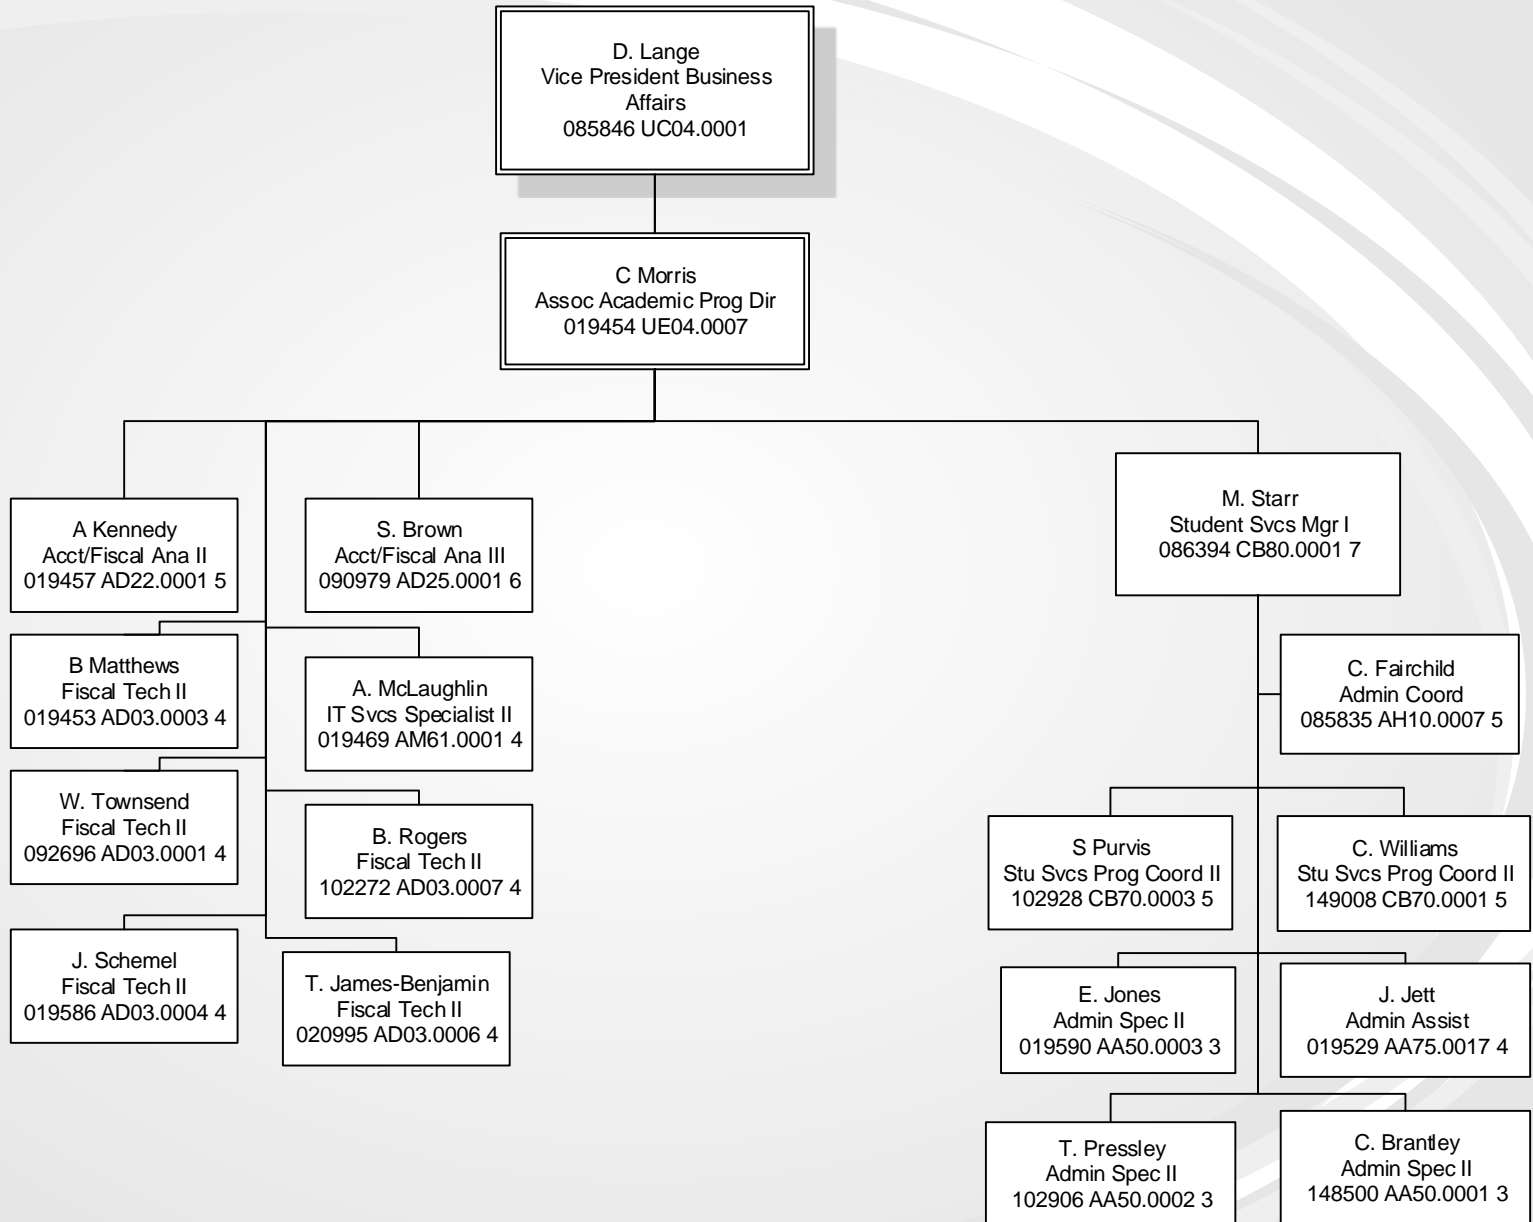 D. Lange
Vice President Business
Affairs
085846 UC04.0001
C Morris
Assoc Academic Prog Dir
019454 UE04.0007
A Kennedy
Acct/Fiscal Ana II
019457 AD22.0001 5
S. Brown
Acct/Fiscal Ana III
090979 AD25.0001 6
B Matthews
Fiscal Tech II
019453 AD03.0003 4
A. McLaughlin
IT Svcs Specialist II
019469 AM61.0001 4
W. Townsend
Fiscal Tech II
092696 AD03.0001 4
B. Rogers
Fiscal Tech II
102272 AD03.0007 4
J. Schemel
Fiscal Tech II
019586 AD03.0004 4
T. James-Benjamin
Fiscal Tech II
020995 AD03.0006 4
M. Starr
Student Svcs Mgr I
086394 CB80.0001 7
C. Fairchild
Admin Coord
085835 AH10.0007 5
S Purvis
Stu Svcs Prog Coord II
102928 CB70.0003 5
C. Williams
Stu Svcs Prog Coord II
149008 CB70.0001 5
E. Jones
Admin Spec II
019590 AA50.0003 3
J. Jett
Admin Assist
019529 AA75.0017 4
T. Pressley
Admin Spec II
102906 AA50.0002 3
C. Brantley
Admin Spec II
148500 AA50.0001 3